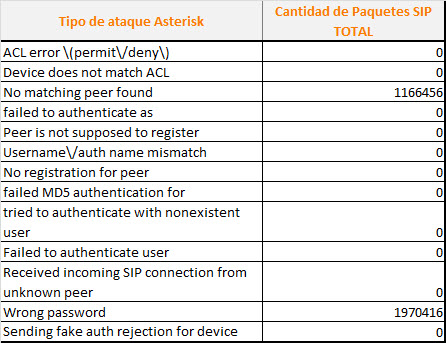 Tipo de ataque Asterisk Cantidad de Paquetes SIP
TOTAL
ACL error \(permit\/deny\) 0
Device does not match ACL 0
No matching peer found 1166456
failed to authenticate as 0
Peer is not supposed to register 0
Username\/auth name mismatch 0
No registration for peer 0
failed MD5 authentication for 0
tried to authenticate with nonexistent
user 0
Failed to authenticate user 0
Received incoming SIP connection from
unknown peer 0
Wrong password 1970416
Sending fake auth rejection for device 0